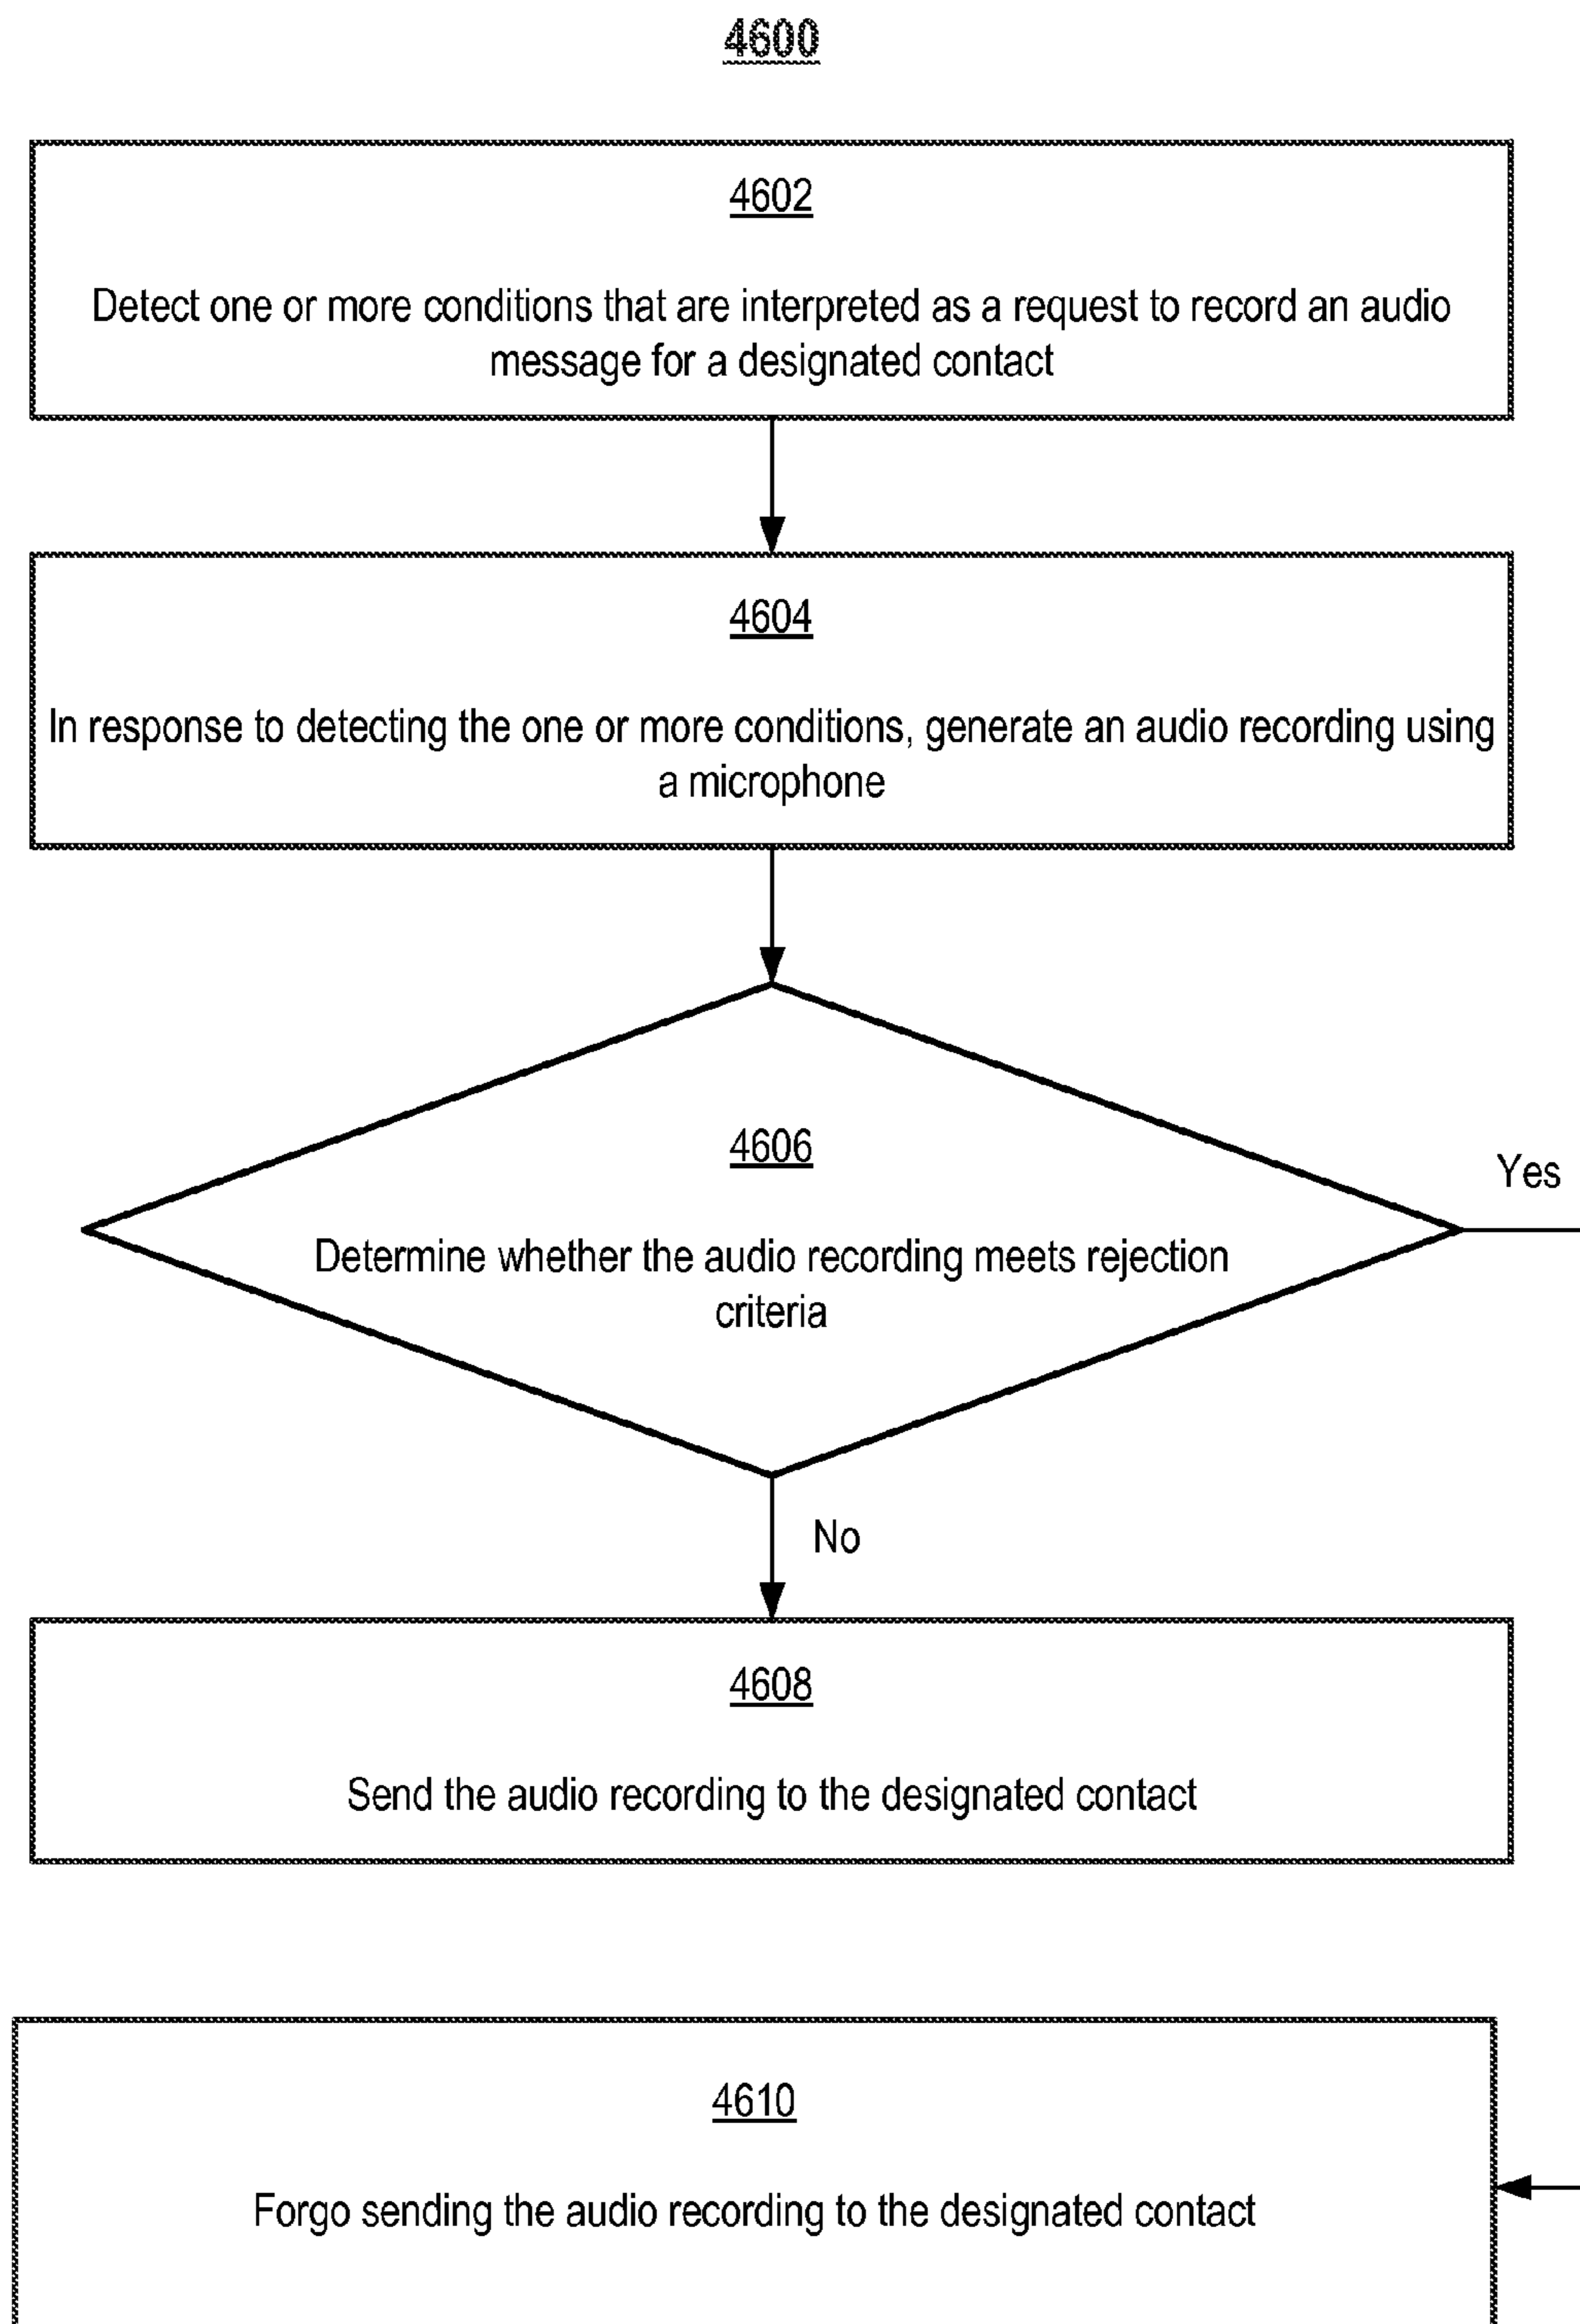 4600
4602
Detect one or more conditions that are interpreted as a request to record an audio
message for a designated contact
4604
In response to detecting the one or more conditions, generate an audio recording using
a microphone
4606
Determine whether the audio recording meets rejection
criteria
Yes
No
4608
Send the audio recording to the designated contact
4610
Forgo sending the audio recording to the designated contact